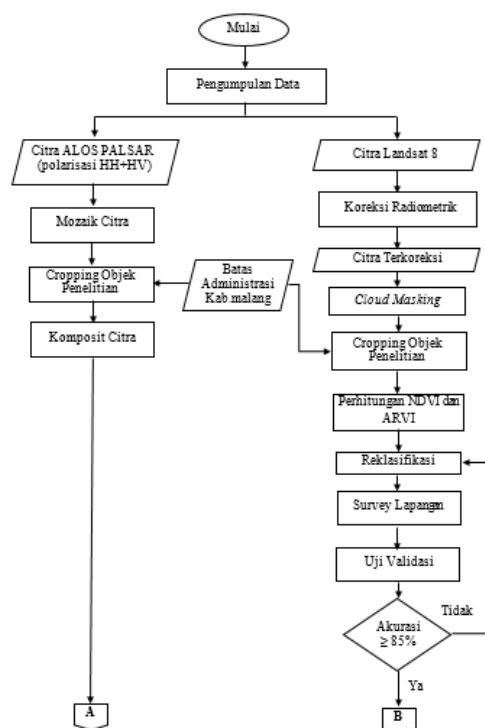 Mulai
Pengumpulan Data
Citra ALOS PALSAR
(polarisasi HH+HV)
Mozaik Citra
Cropping Objek
Penelitian
Komposit Citra
A
Batas
Administrasi
Kab malang
Citra Landsat 8
Koreksi Radiometrik
Citra Terkoreksi
Cloud Masking
Cropping Objek
Penelitian
Perhitungan NDVI dan
ARVI
Reklasifikasi
Survey Lapangan
Uji Validasi
Akurasi
≥ 85%
Tidak
Ya
B